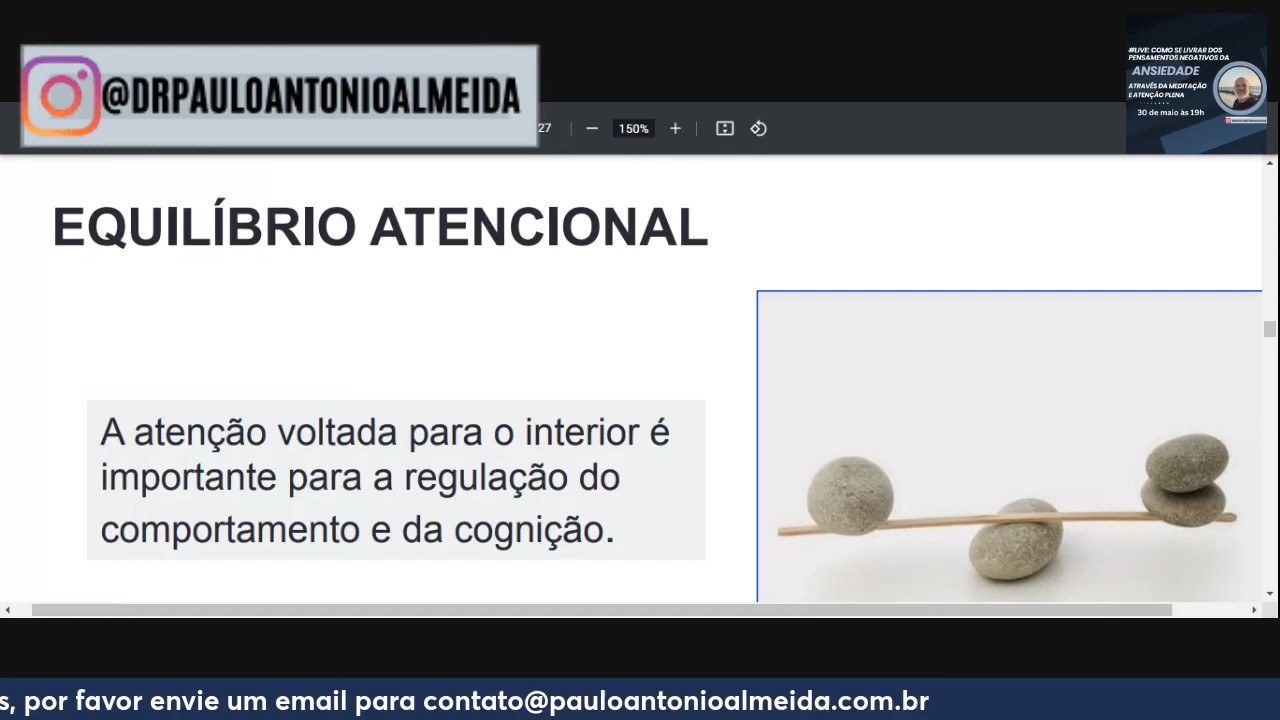 @DRPAULOANTONIOALMEIDA
#LIVE: COMO SE LIVRAR DOS
PENSAMENTOS NEGATIVOS DA
ANSIEDADE
ATRAVÉS DA MEDITAÇÃO
E ATENÇÃO PLENA
30 de maio às 19h
27
150%
EQUILÍBRIO ATENCIONAL
A atenção voltada para o interior é
importante para a regulação do
comportamento e da cognição.
s, por favor envie um email para contato@pauloantonioalmeida.com.br